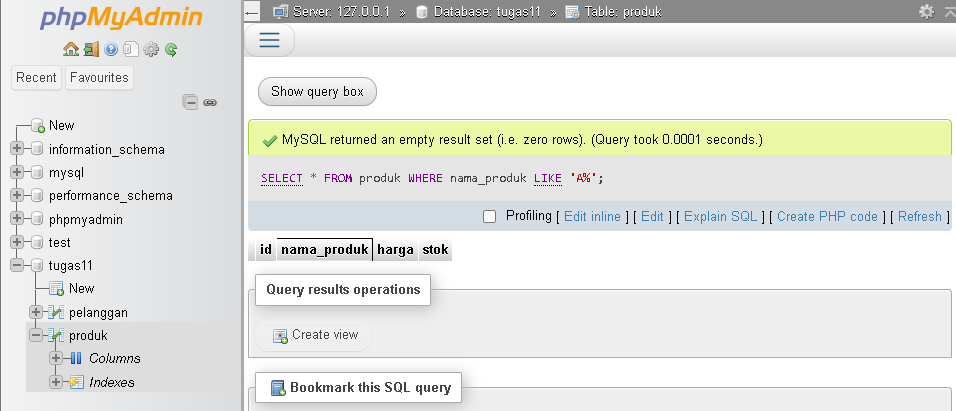 phpMyAdmin
Recent Favourites
New
information_schema
mysql
performance_schema
phpmyadmin
test
tugas11
New
pelanggan
produk
Columns
Indexes
Server: 127.0.0.1 » Database: tugas11 » Table: produk
Show query box
MySQL returned an empty result set (i.e. zero rows). (Query took 0.0001 seconds.)
SELECT * FROM produk WHERE nama_produk LIKE 'A%';
Profiling [ Edit inline ] [ Edit ] [ Explain SQL ] [ Create PHP code ] [ Refresh ]
id nama_produk harga stok
Query results operations
Create view
Bookmark this SQL query